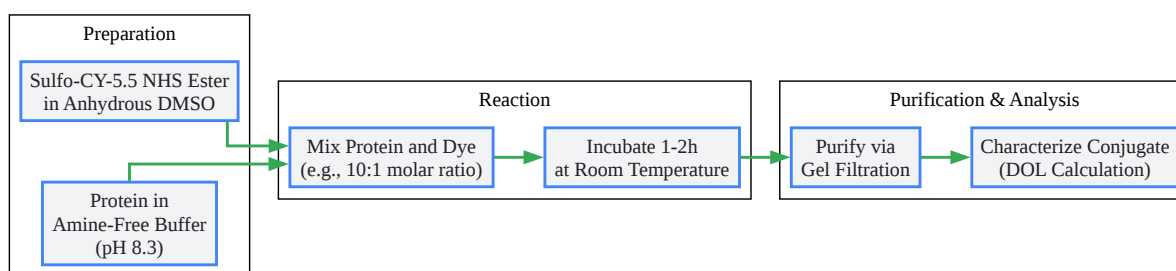 Preparation
Sulfo-CY-5.5 NHS Ester
in Anhydrous DMSO
Protein in
Amine-Free Buffer
(pH 8.3)
Reaction
Mix Protein and Dye
(e.g., 10:1 molar ratio)
Incubate 1-2h
at Room Temperature
Purification & Analysis
Purify via
Gel Filtration
Characterize Conjugate
(DOL Calculation)